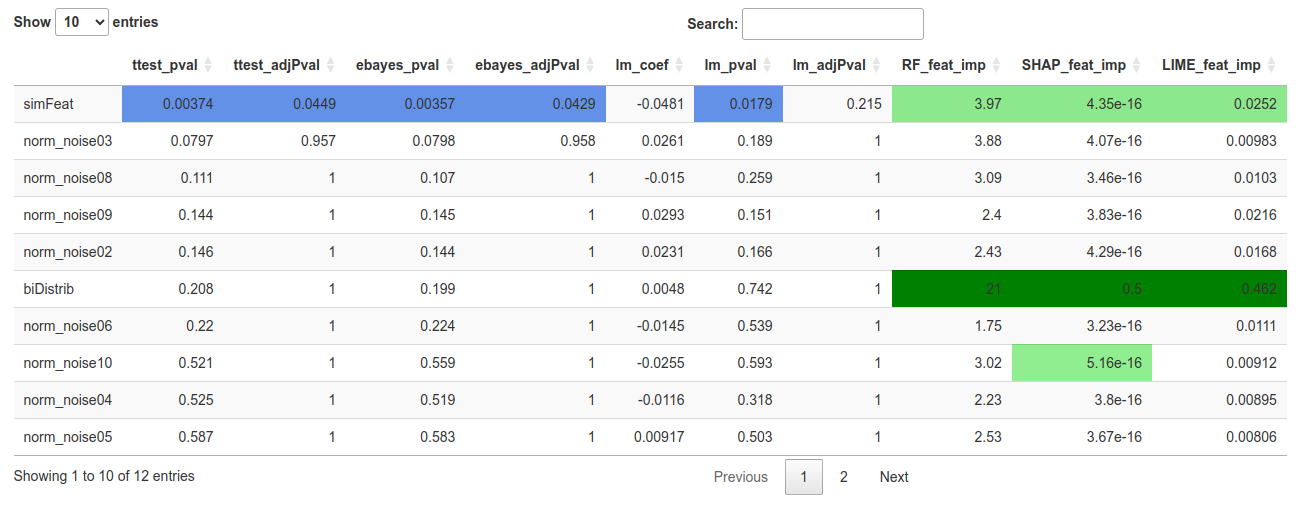 Show 10 entries Search:
ttest_pval ttest_adjPval ebayes_pval ebayes_adjPval lm_coef lm_pval lm_adjPval RF_feat_imp SHAP_feat_imp LIME_feat_imp
simFeat 0.00374 0.0449 0.00357 0.0429 -0.0481 0.0179 0.215 3.97 4.35e-16 0.0252
norm_noise03 0.0797 0.957 0.0798 0.958 0.0261 0.189 1 3.88 4.07e-16 0.00983
norm_noise08 0.111 1 0.107 1 -0.015 0.259 1 3.09 3.46e-16 0.0103
norm_noise09 0.144 1 0.145 1 0.0293 0.151 1 2.4 3.83e-16 0.0216
norm_noise02 0.146 1 0.144 1 0.0231 0.166 1 2.43 4.29e-16 0.0168
biDistrib 0.208 1 0.199 1 0.0048 0.742 1 21 0.5 0.462
norm_noise06 0.22 1 0.224 1 -0.0145 0.539 1 1.75 3.23e-16 0.0111
norm_noise10 0.521 1 0.559 1 -0.0255 0.593 1 3.02 5.16e-16 0.00912
norm_noise04 0.525 1 0.519 1 -0.0116 0.318 1 2.23 3.8e-16 0.00895
norm_noise05 0.587 1 0.583 1 0.00917 0.503 1 2.53 3.67e-16 0.00806
Showing 1 to 10 of 12 entries Previous 1 2 Next